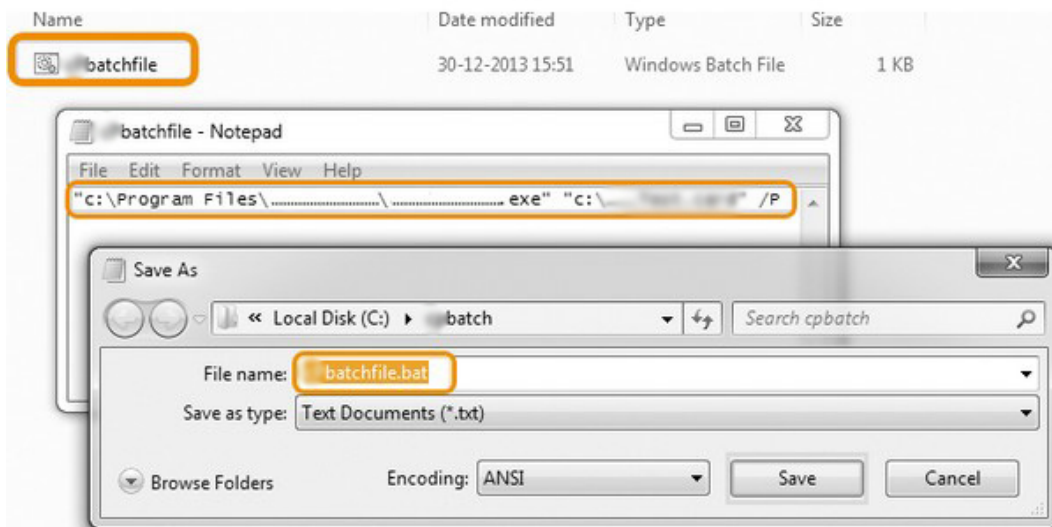 Name Date modified Type Size
batchfile 30-12-2013 15:51 Windows Batch File 1 KB
batchfile - Notepad
File Edit Format View Help
"c:\Program Files\..............\..............exe" "c:\ /P
Save As
« Local Disk (C:) batch Search cpbatch
File name: batchfile.bat
Save as type: Text Documents (*.txt)
Browse Folders Encoding: ANSI Save Cancel